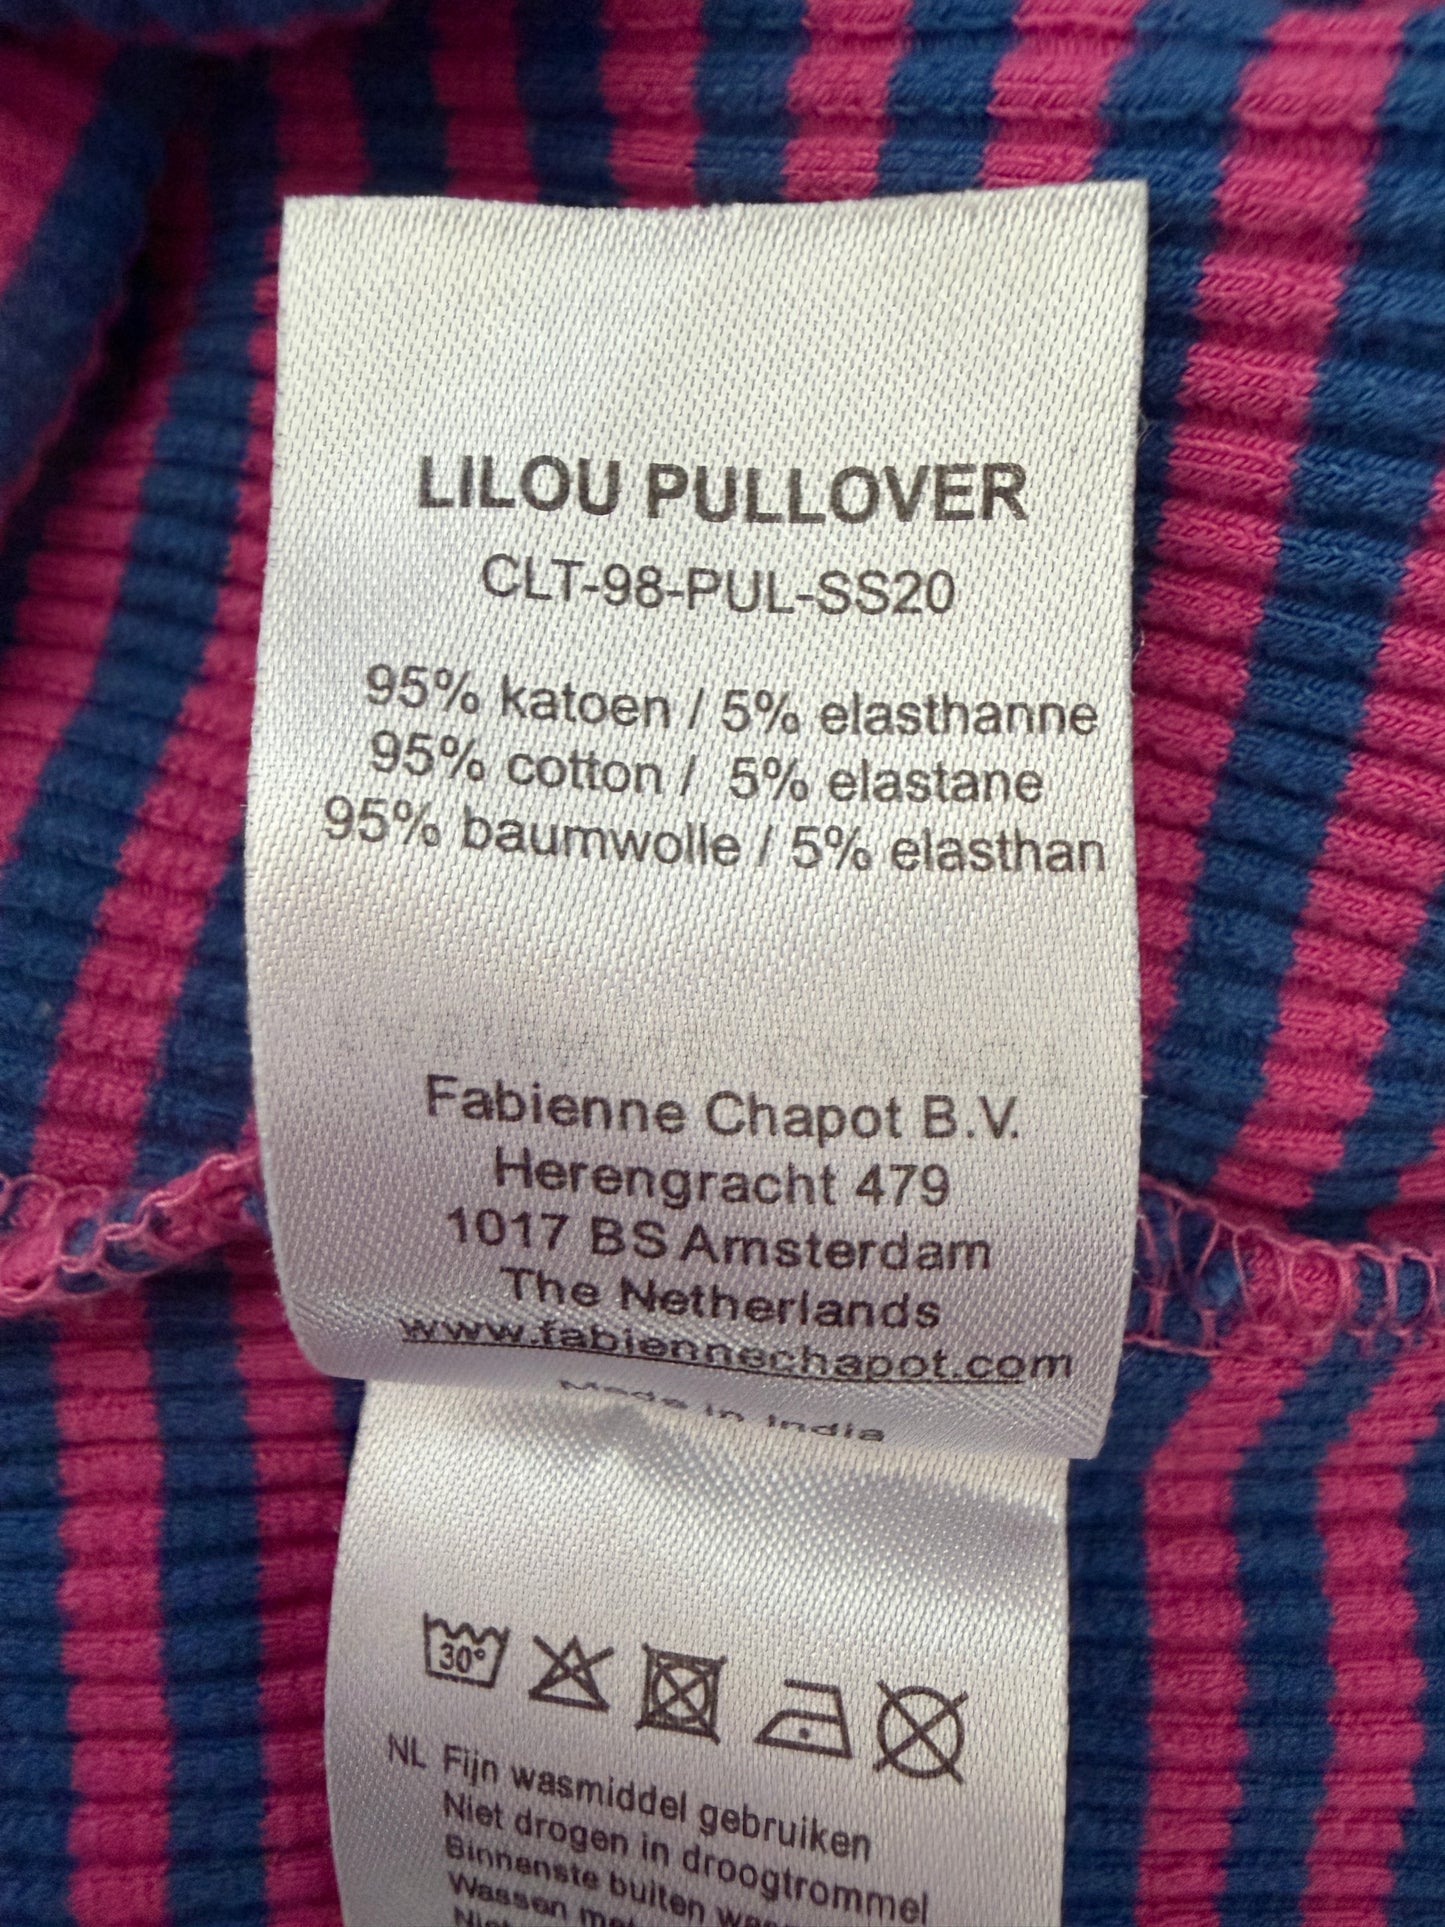 LILOU PULLOVER
CLT-98-PUL-SS20
95% katoen / 5% elasthanne
95% cotton / 5% elastane
95% baumwolle / 5% elasthan
Fabienne Chapot B.V.
Herengracht 479
1017 BS Amsterdam
The Netherlands
www.fabiennechapot.com
Made in India
30°
NL Fijn wasmiddel gebruiken
Niet drogen in droogtrommel
Binnenste buiten
Wassen